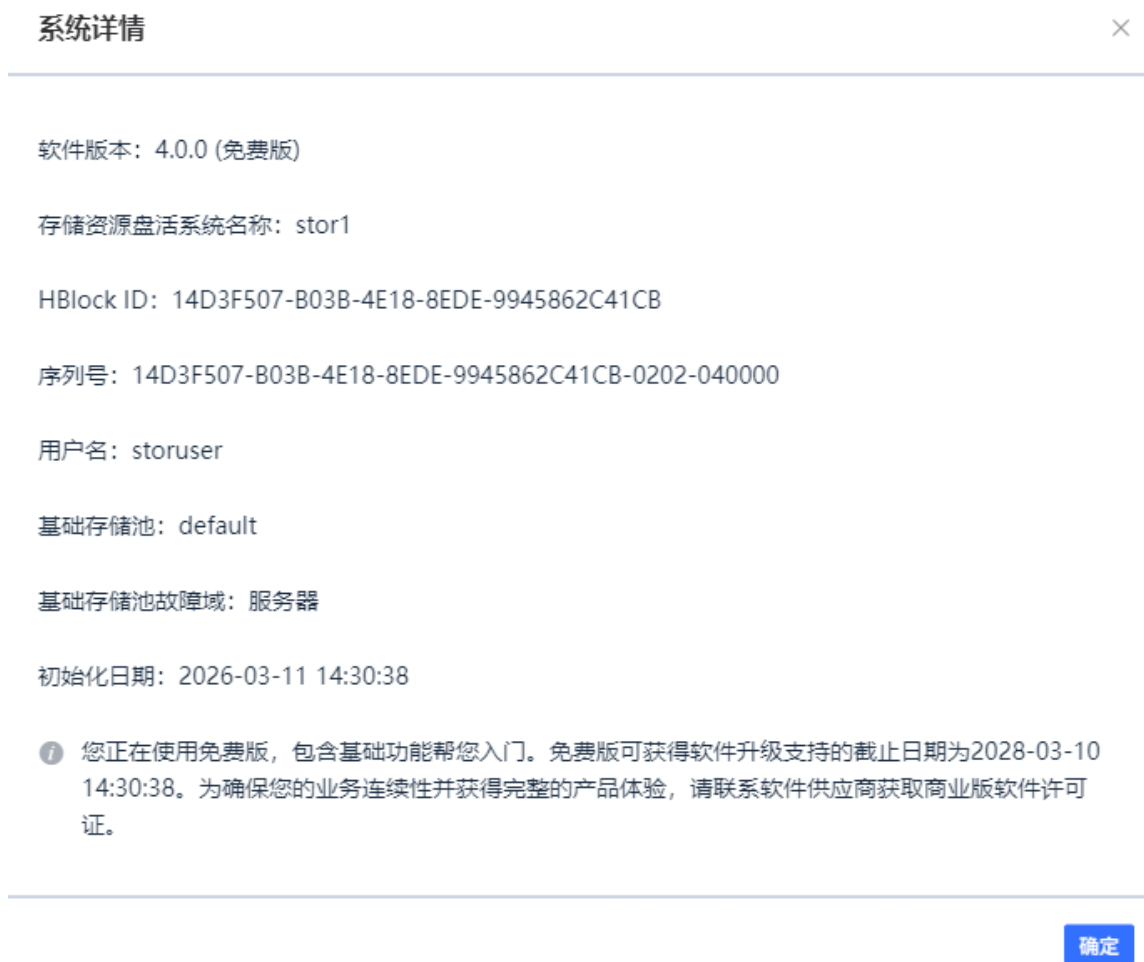 系统详情
软件版本：4.0.0 (免费版)
存储资源盘活系统名称：stor1
HBlock ID：14D3F507-B03B-4E18-8EDE-9945862C41CB
序列号：14D3F507-B03B-4E18-8EDE-9945862C41CB-0202-040000
用户名：storuser
基础存储池：default
基础存储池故障域：服务器
初始化日期：2026-03-11 14:30:38
您正在使用免费版，包含基础功能帮您入门。免费版可获得软件升级支持的截止日期为2028-03-10
14:30:38。为确保您的业务连续性并获得完整的产品体验，请联系软件供应商获取商业版软件许可
证。
确定